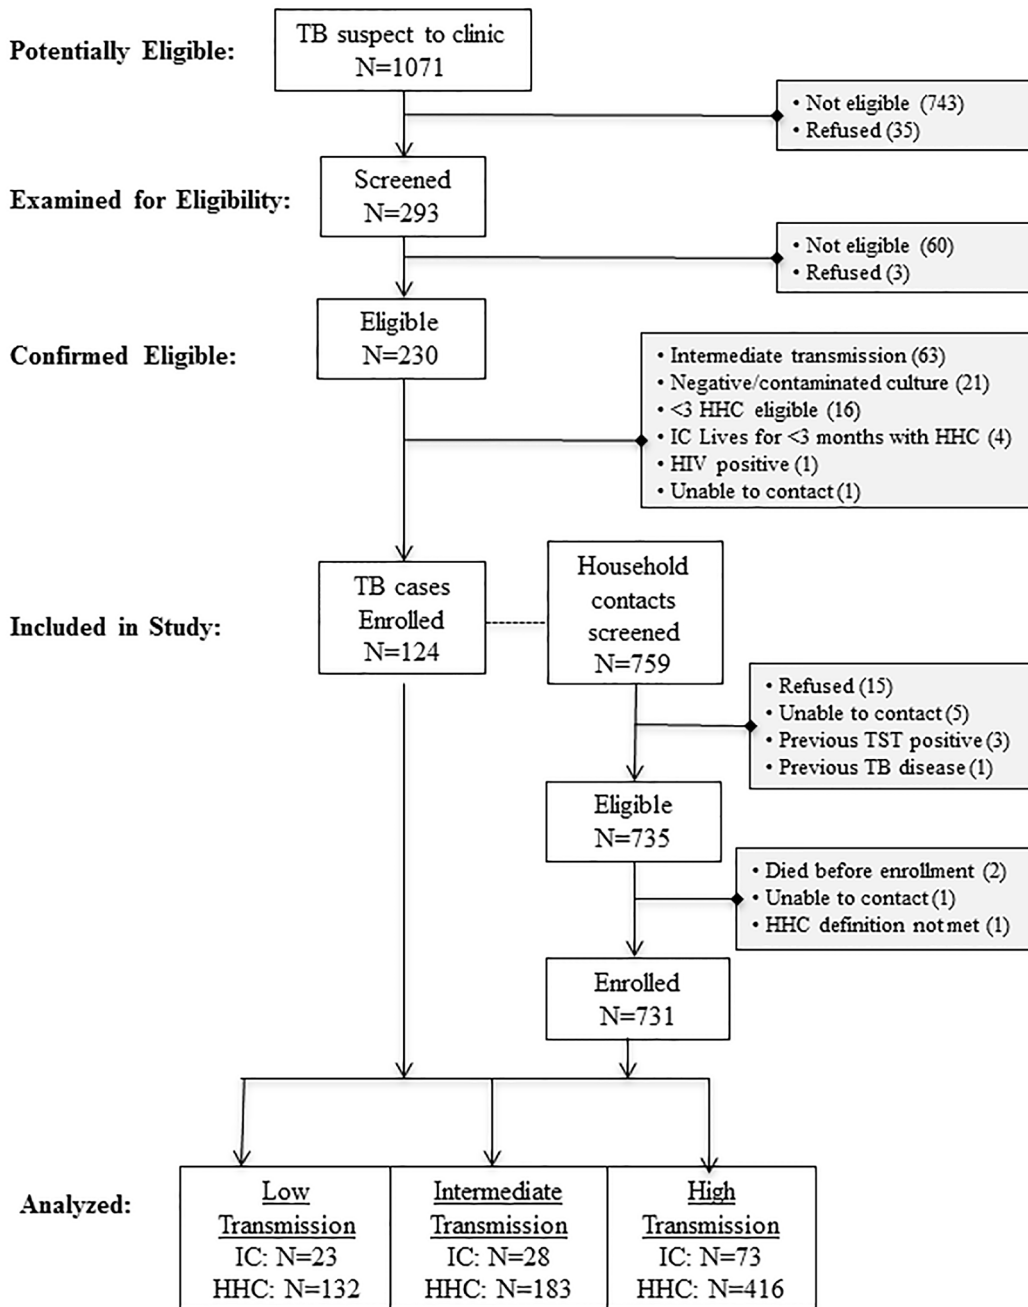 Potentially Eligible:
TB suspect to clinic
N=1071
• Not eligible (743)
• Refused (35)
Examined for Eligibility:
Screened
N=293
• Not eligible (60)
• Refused (3)
Confirmed Eligible:
Eligible
N=230
• Intermediate transmission (63)
• Negative/contaminated culture (21)
• <3 HHC eligible (16)
• IC Lives for <3 months with HHC (4)
• HIV positive (1)
• Unable to contact (1)
Included in Study:
TB cases
Enrolled
N=124
Household
contacts
screened
N=759
• Refused (15)
• Unable to contact (5)
• Previous TST positive (3)
• Previous TB disease (1)
Eligible
N=735
• Died before enrollment (2)
• Unable to contact (1)
• HHC definition not met (1)
Enrolled
N=731
Analyzed:
Low
Transmission
IC: N=23
HHC: N=132
Intermediate
Transmission
IC: N=28
HHC: N=183
High
Transmission
IC: N=73
HHC: N=416